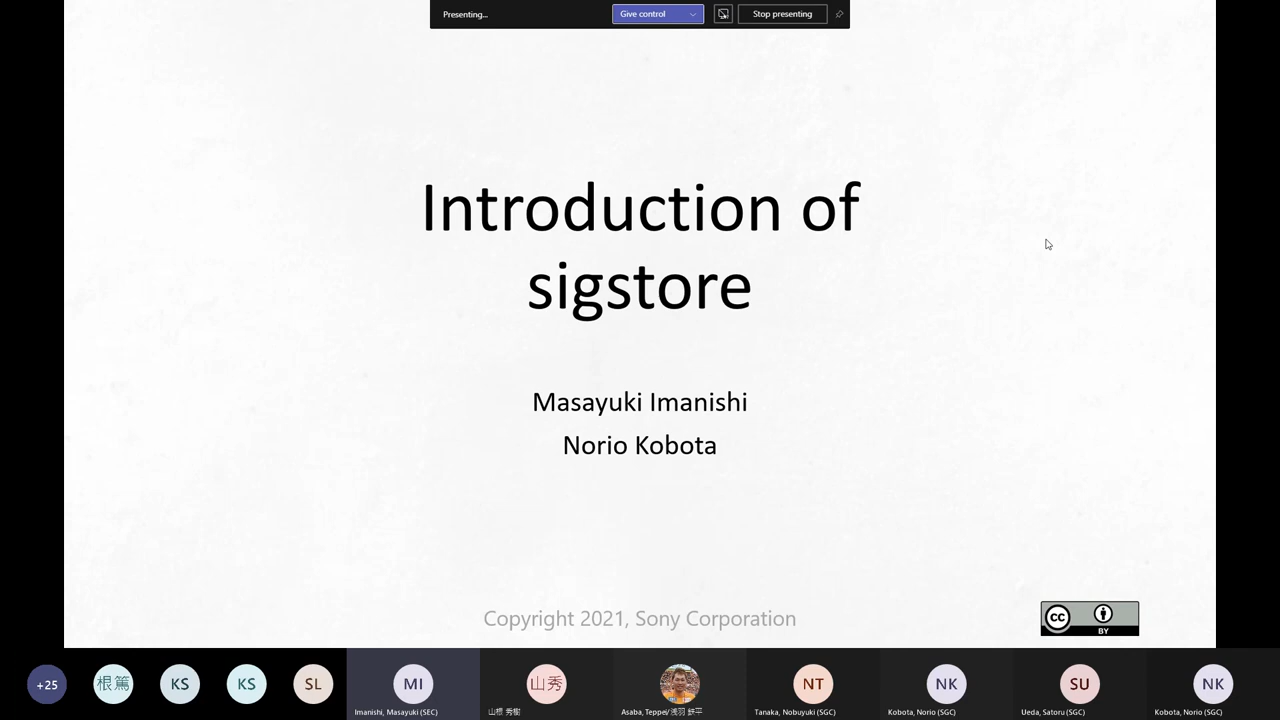 Presenting...
Give control
Stop presenting
Introduction of
sigstore
Masayuki Imanishi
Norio Kobota
Copyright 2021, Sony Corporation
cc
BY
+25
根篤
KS
KS
SL
MI
Imanishi, Masayuki (SEC)
山秀
山根 秀樹
Asaba, Teppei/浅羽 鉄平
NT
Tanaka, Nobuyuki (SGC)
NK
Kobota, Norio (SGC)
SU
Ueda, Satoru (SGC)
NK
Kobota, Norio (SGC)